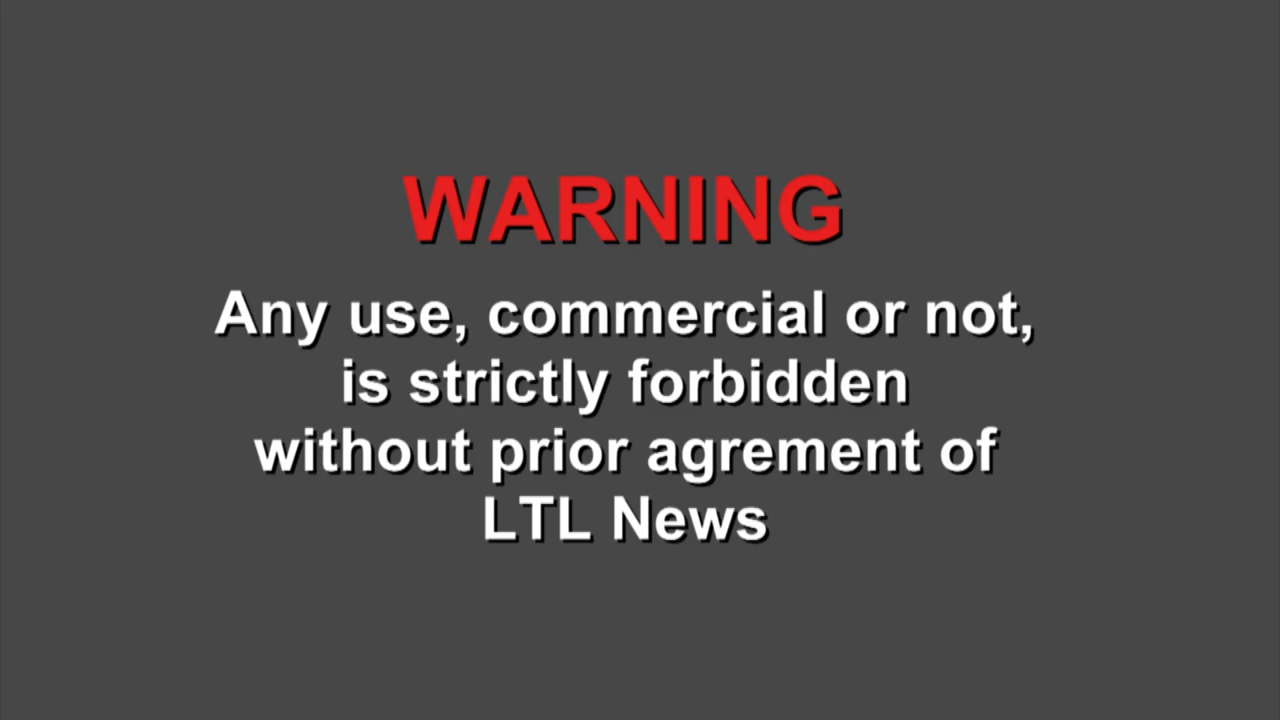 WARNING
Any use, commercial or not,
is strictly forbidden
without prior agrement of
LTL News